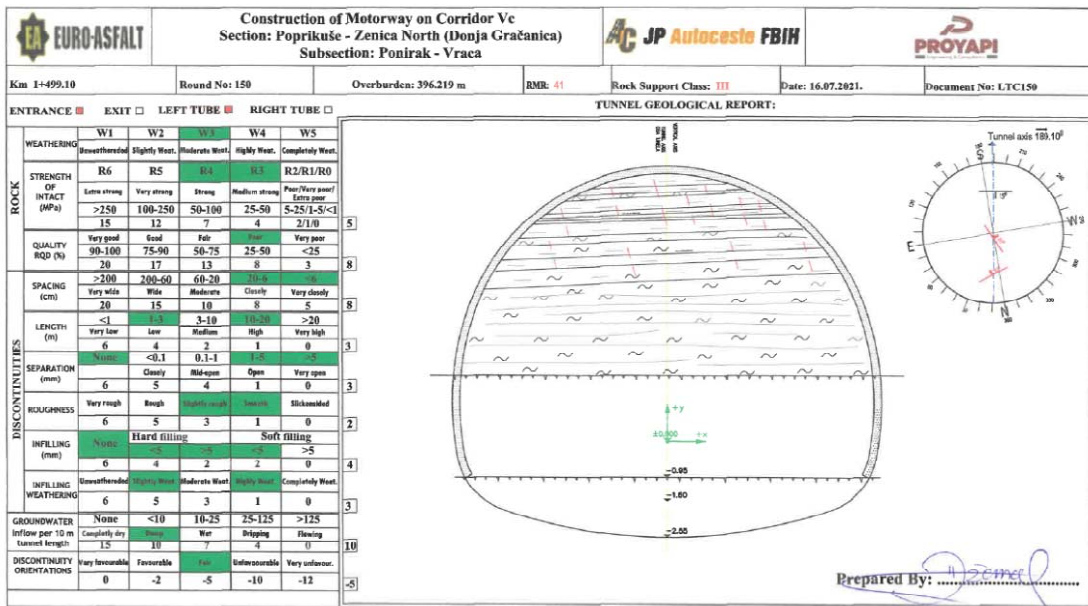 EA EURO-ASFALT
Construction of Motorway on Corridor Vc
Section: Poprikuše - Zenica North (Donja Gračanica)
Subsection: Ponirak - Vraca
JP Autoceste FBIH
PROYAPI
Km 1+499.10 Round No: 150 Overburden: 396.219 m RMR: 41 Rock Support Class: III Date: 16.07.2021. Document No: LTC150
ENTRANCE EXIT LEFT TUBE RIGHT TUBE
TUNNEL GEOLOGICAL REPORT:
ROCK
WEATHERING
W1 W2 W3 W4 W5
Unweathereded Slightly Weat. Moderate Weat. Highly Weat. Completely Weat.
STRENGTH OF INTACT (MPa)
R6 R5 R4 R3 R2/R1/R0
Extra strong Very strong Strong Medium strong Poor/Very poor/ Extra poor
>250 100-250 50-100 25-50 5-25/1-5/<1
15 12 7 4 2/1/0 5
QUALITY RQD (%)
Very good Good Fair Poor Very poor
90-100 75-90 50-75 25-50 <25
20 17 13 8 3 8
DISCONTINUITIES
SPACING (cm)
>200 200-60 60-20 20-6 <6
Very wide Wide Moderate Closely Very closely
20 15 10 8 5 8
LENGTH (m)
<1 1-3 3-10 10-20 >20
Very low Low Medium High Very high
6 4 2 1 0 3
SEPARATION (mm)
None <0.1 0.1-1 1-5 >5
Closely Mid-open Open Very open
6 5 4 1 0 3
ROUGHNESS
Very rough Rough Slightly rough Smooth Slickensided
6 5 3 1 0 2
INFILLING (mm)
None Hard filling Soft filling
<5 >5 <5 >5
6 4 2 2 0 4
INFILLING WEATHERING
Unweathereded Slightly Weat. Moderate Weat. Highly Weat. Completely Weat.
6 5 3 1 0 3
GROUNDWATER Inflow per 10 m tunnel length
None <10 10-25 25-125 >125
Completly dry Damp Wet Dripping Flowing
15 10 7 4 0 10
DISCONTINUITY ORIENTATIONS
Very favourable Favourable Fair Unfavourable Very unfavour.
0 -2 -5 -10 -12 -5
+y
±0.000 +x
-0.95
-1.60
-2.55
Tunnel axis 189.10°
E
N
Prepared By: